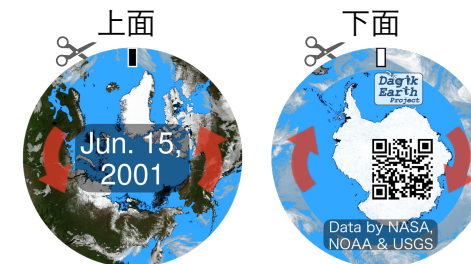 上面
下面
Jun. 15,
2001
Dagik
Earth
Project
Data by NASA,
NOAA & USGS